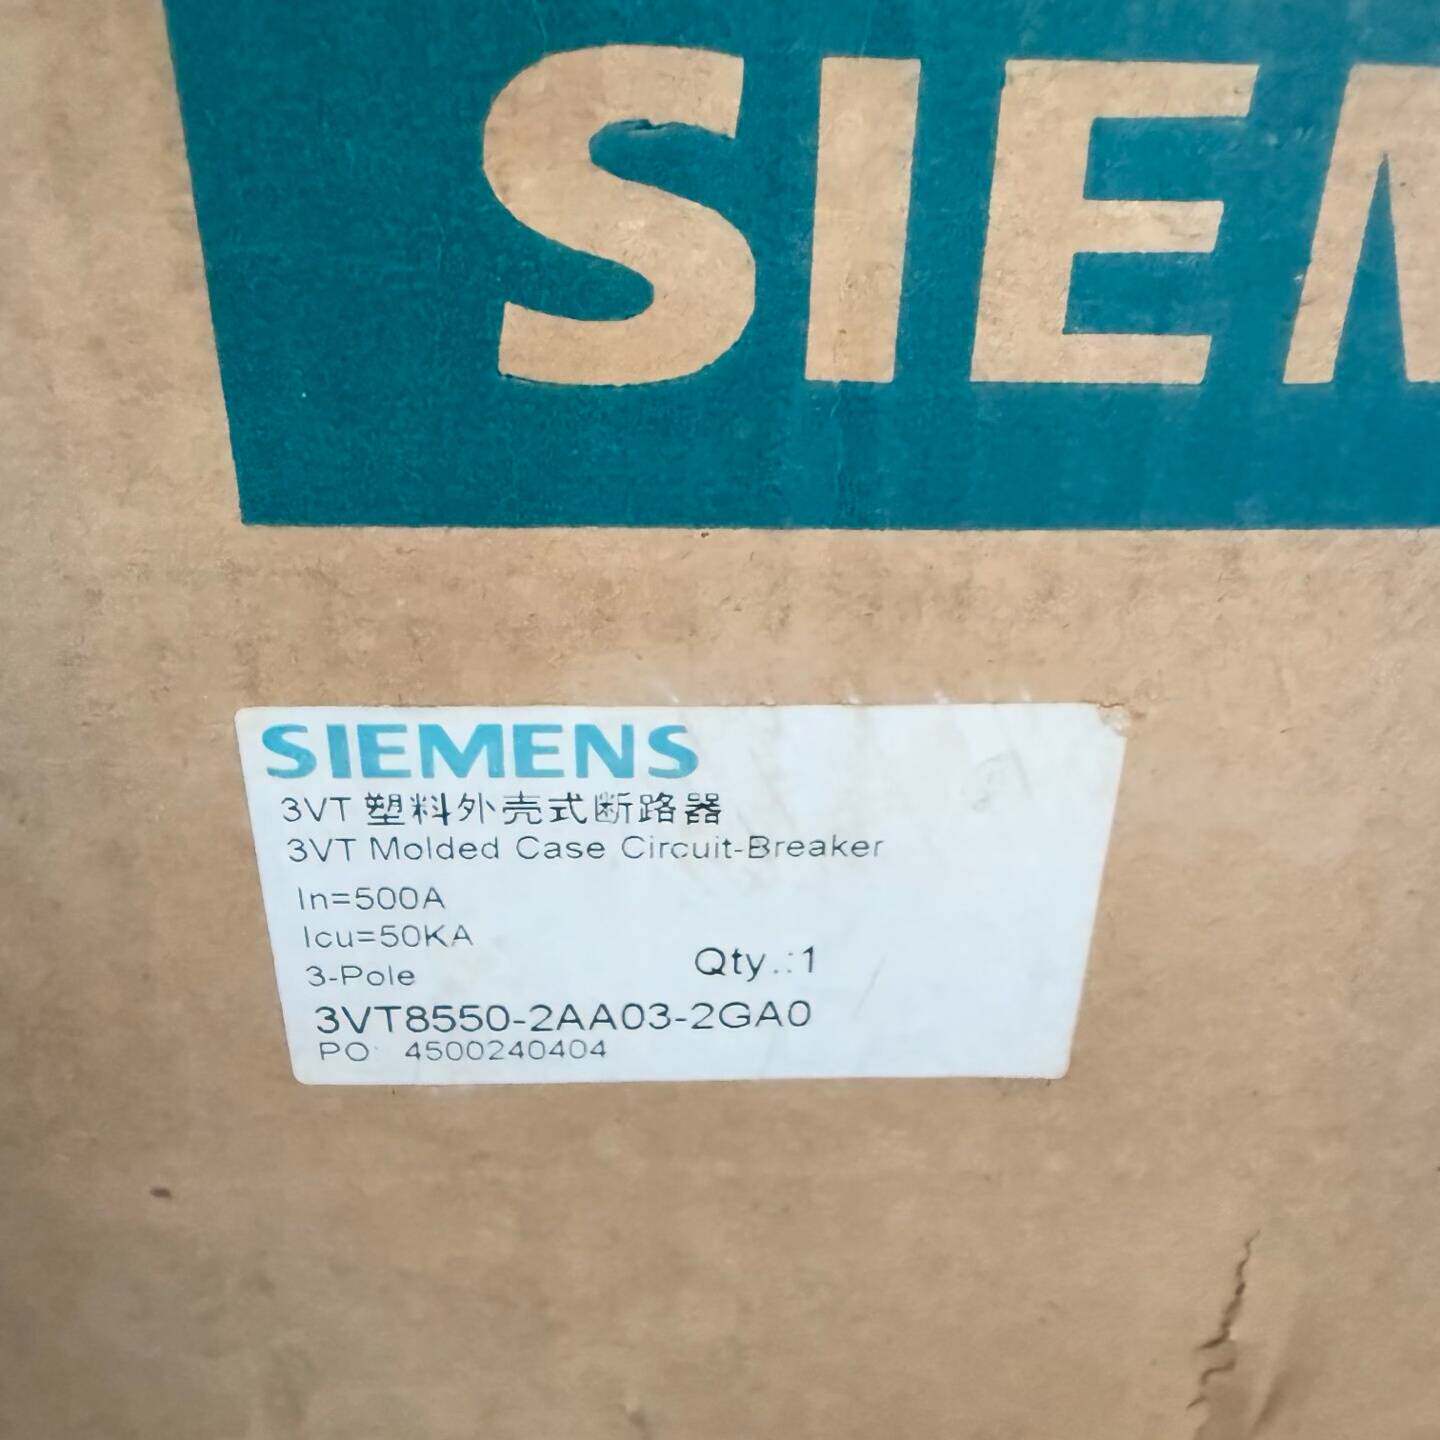 SIEM
SIEMENS
3VT 塑料外壳式断路器
3VT Molded Case Circuit-Breaker
In=500A
Icu=50KA
3-Pole
Qty.:1
3VT8550-2AA03-2GA0
PO: 4500240404